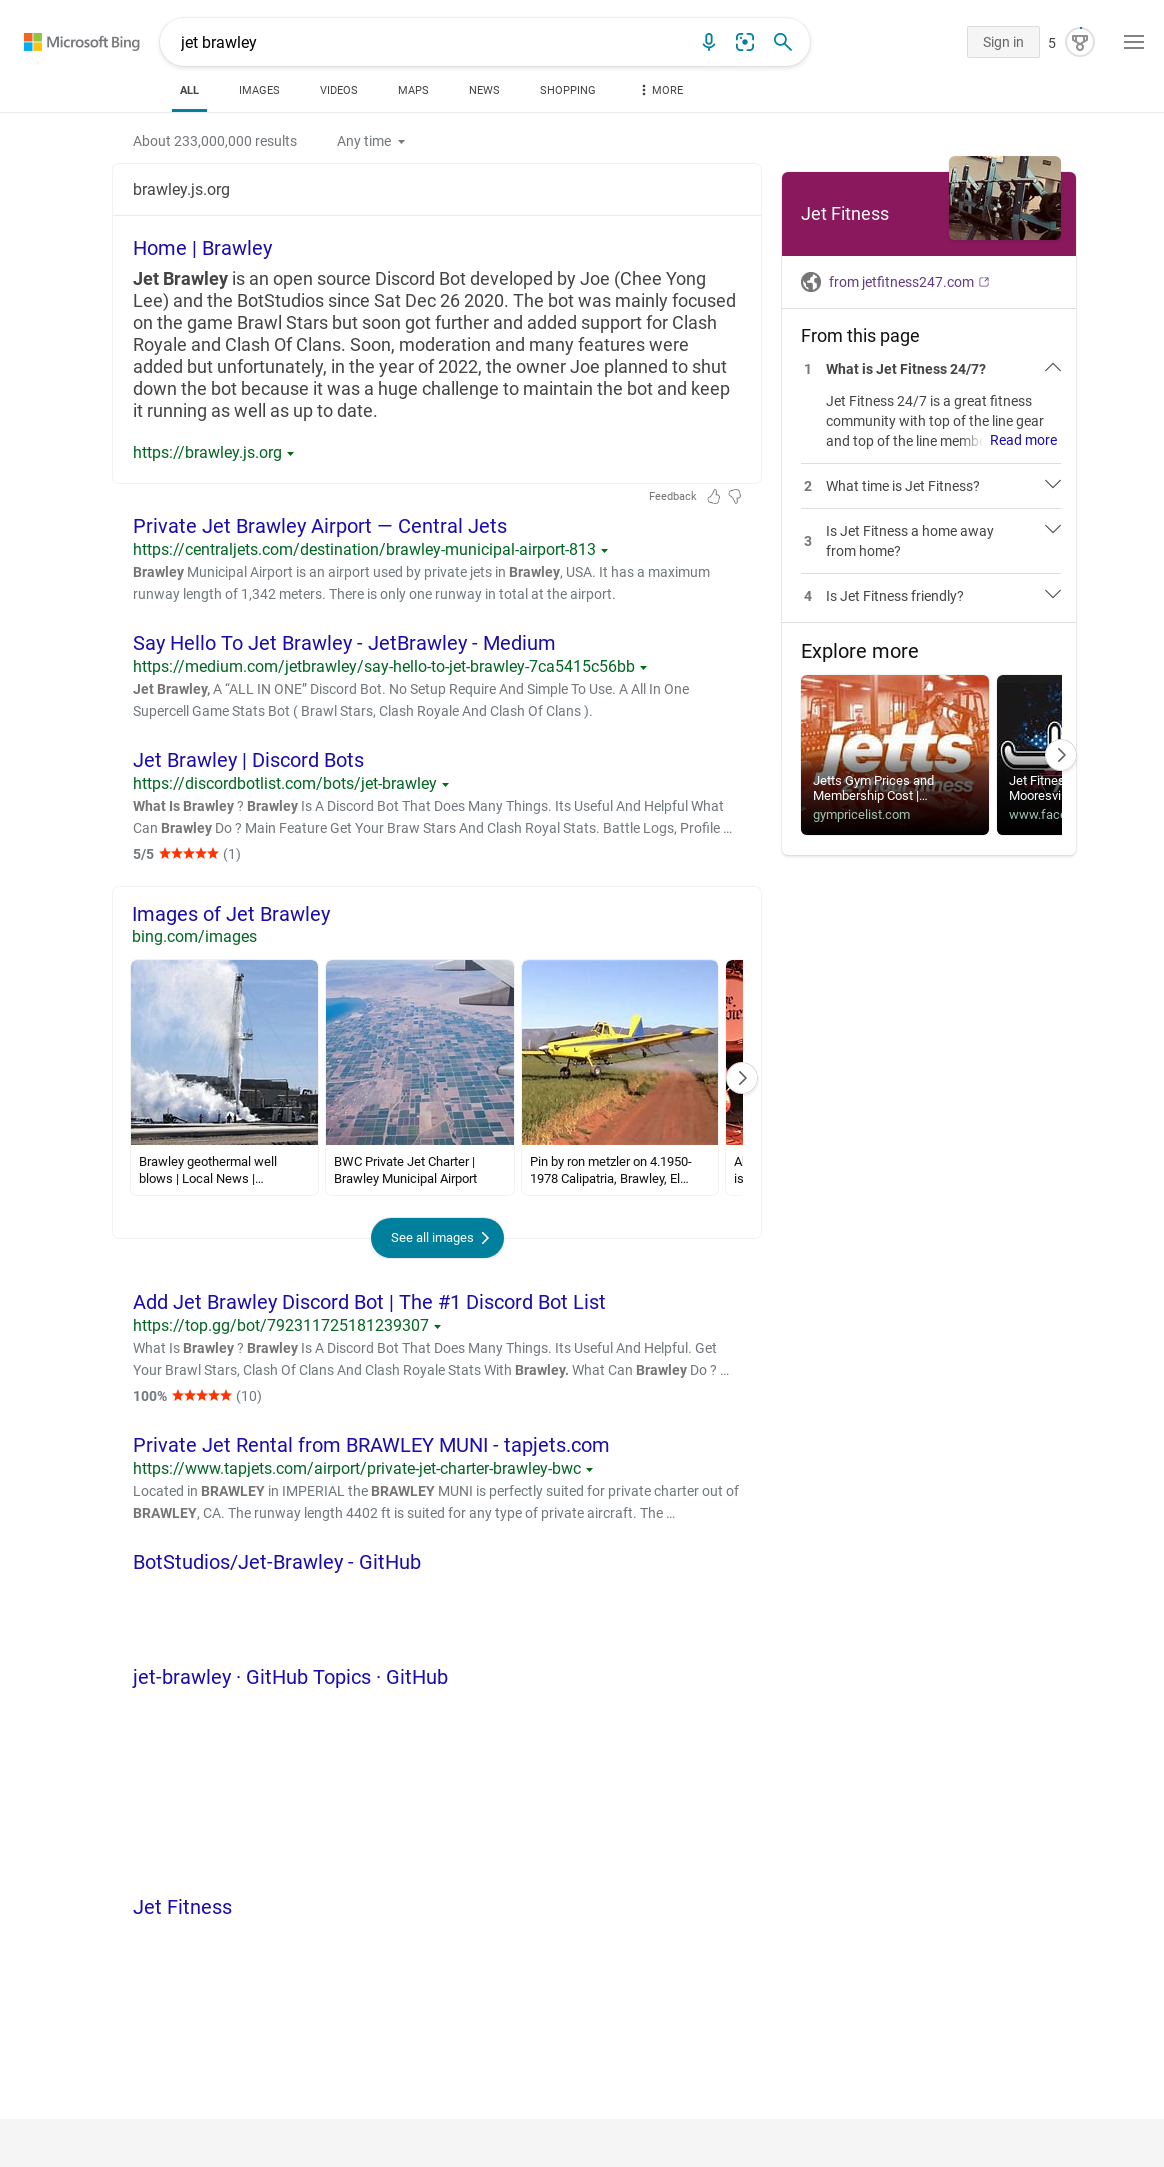 Microsoft Bing
jet brawley
Sign in
5
ALL
IMAGES
VIDEOS
MAPS
NEWS
SHOPPING
MORE
About 233,000,000 results
Any time
brawley.js.org
Home | Brawley
Jet Brawley is an open source Discord Bot developed by Joe (Chee Yong
Lee) and the BotStudios since Sat Dec 26 2020. The bot was mainly focused
on the game Brawl Stars but soon got further and added support for Clash
Royale and Clash Of Clans. Soon, moderation and many features were
added but unfortunately, in the year of 2022, the owner Joe planned to shut
down the bot because it was a huge challenge to maintain the bot and keep
it running as well as up to date.
https://brawley.js.org
Feedback
Private Jet Brawley Airport — Central Jets
https://centraljets.com/destination/brawley-municipal-airport-813
Brawley Municipal Airport is an airport used by private jets in Brawley, USA. It has a maximum
runway length of 1,342 meters. There is only one runway in total at the airport.
Say Hello To Jet Brawley - JetBrawley - Medium
https://medium.com/jetbrawley/say-hello-to-jet-brawley-7ca5415c56bb
Jet Brawley, A “ALL IN ONE” Discord Bot. No Setup Require And Simple To Use. A All In One
Supercell Game Stats Bot ( Brawl Stars, Clash Royale And Clash Of Clans ).
Jet Brawley | Discord Bots
https://discordbotlist.com/bots/jet-brawley
What Is Brawley ? Brawley Is A Discord Bot That Does Many Things. Its Useful And Helpful What
Can Brawley Do ? Main Feature Get Your Braw Stars And Clash Royal Stats. Battle Logs, Profile …
5/5 (1)
Images of Jet Brawley
bing.com/images
Brawley geothermal well
blows | Local News |…
BWC Private Jet Charter |
Brawley Municipal Airport
Pin by ron metzler on 4.1950-
1978 Calipatria, Brawley, El…
See all images
Add Jet Brawley Discord Bot | The #1 Discord Bot List
https://top.gg/bot/792311725181239307
What Is Brawley ? Brawley Is A Discord Bot That Does Many Things. Its Useful And Helpful. Get
Your Brawl Stars, Clash Of Clans And Clash Royale Stats With Brawley. What Can Brawley Do ? …
100% (10)
Private Jet Rental from BRAWLEY MUNI - tapjets.com
https://www.tapjets.com/airport/private-jet-charter-brawley-bwc
Located in BRAWLEY in IMPERIAL the BRAWLEY MUNI is perfectly suited for private charter out of
BRAWLEY, CA. The runway length 4402 ft is suited for any type of private aircraft. The …
BotStudios/Jet-Brawley - GitHub
jet-brawley · GitHub Topics · GitHub
Jet Fitness
Jet Fitness
from jetfitness247.com
From this page
1 What is Jet Fitness 24/7?
Jet Fitness 24/7 is a great fitness
community with top of the line gear
and top of the line Read more
2 What time is Jet Fitness?
3 Is Jet Fitness a home away
from home?
4 Is Jet Fitness friendly?
Explore more
jetts
24 hour fitness
Jetts Gym Prices and
Membership Cost |…
gympricelist.com
Jet